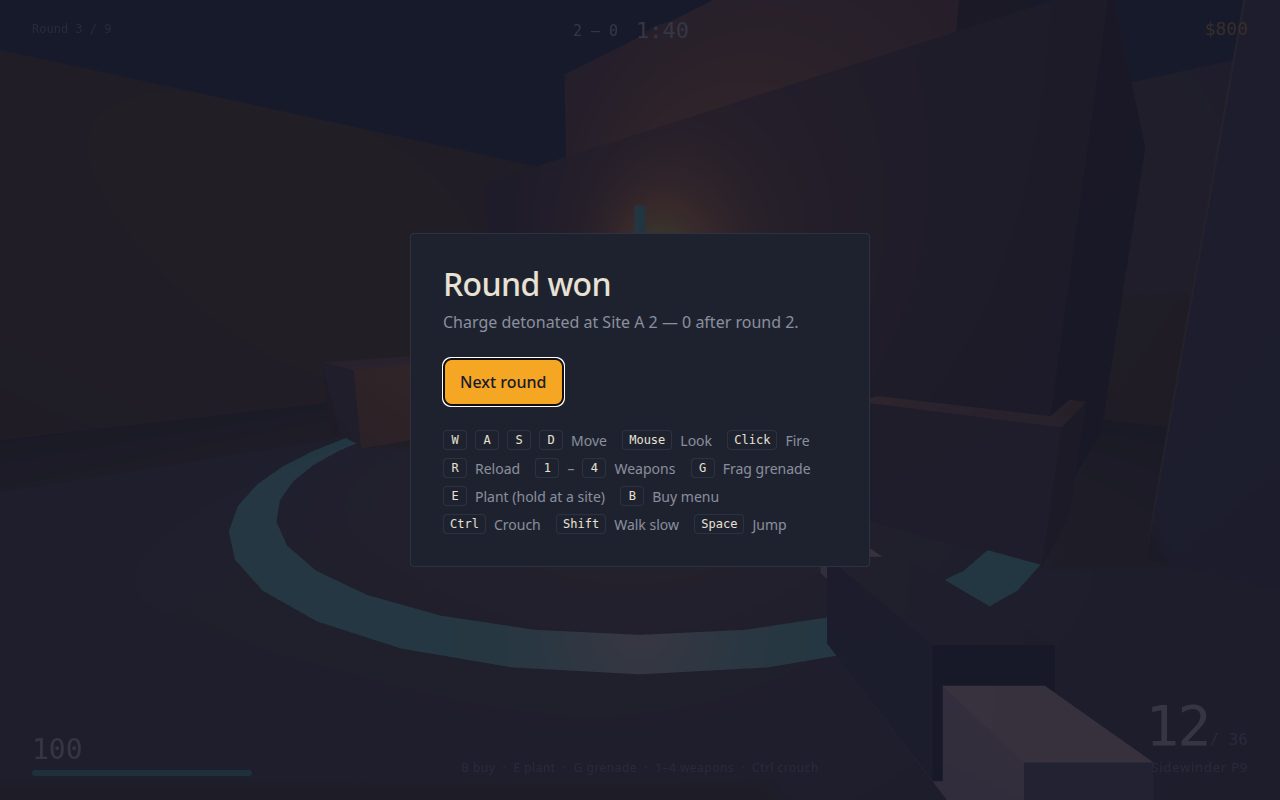 Round 3 / 9
2 — 0 1:40
$800
Round won
Charge detonated at Site A 2 — 0 after round 2.
Next round
W A S D Move Mouse Look Click Fire
R Reload 1 – 4 Weapons G Frag grenade
E Plant (hold at a site) B Buy menu
Ctrl Crouch Shift Walk slow Space Jump
100
12 / 36
B buy · E plant · G grenade · 1–4 weapons · Ctrl crouch
Sidewinder P9